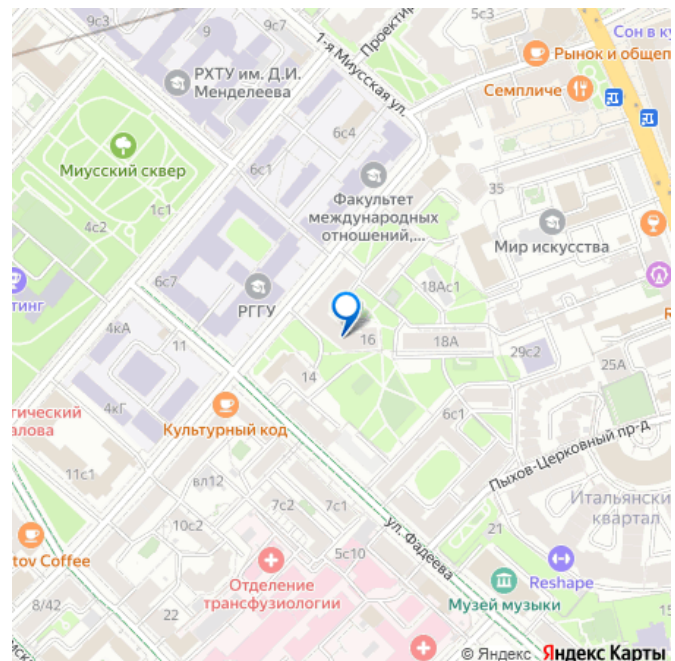 9с7
9
Проектир
5с3
Сон в ку
1-я Миусская ул.
Рынок и общеп
РХТУ им. Д.И.
Менделеева
Семпличе
6с4
Миусский сквер
6с1
Факультет
международных
отношений,...
35
1с1
4с2
Мир искусства
6с7
РГГУ
тинг
18Ас1
4кА
11
16
18А
29с2
25А
14
4кГ
гический
алова
Культурный код
6с1
Пыхов-Церковный пр-д
11с1
вл12
Итальянски
квартал
7с2
7с1
10с2
ул. Фадеева
21
tov Coffee
5с10
Отделение
трансфузиологии
Reshape
Музей музыки
8/42
22
15
© Яндекс Яндекс Карты